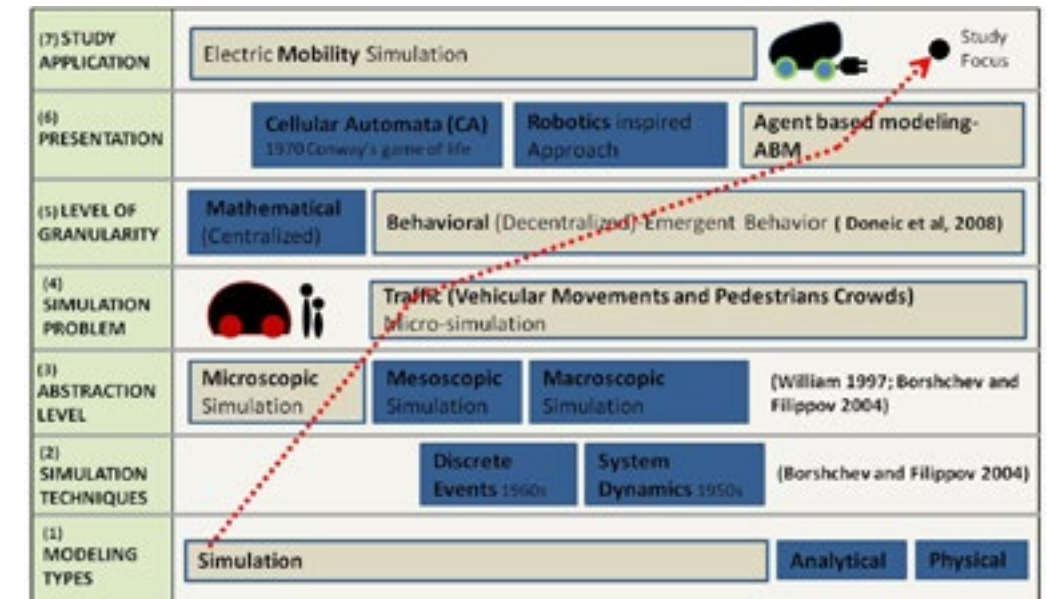 (7) STUDY
APPLICATION
Electric Mobility Simulation
Study
Focus
(6)
PRESENTATION
Cellular Automata (CA)
1970 Conway's game of life
Robotics inspired
Approach
Agent based modeling-
ABM
(5) LEVEL OF
GRANULARITY
Mathematical
(Centralized)
Behavioral (Decentralized)-Emergent Behavior ( Doneic et al, 2008)
(4)
SIMULATION
PROBLEM
Traffic (Vehicular Movements and Pedestrians Crowds)
Micro-simulation
(3)
ABSTRACTION
LEVEL
Microscopic
Simulation
Mesoscopic
Simulation
Macroscopic
Simulation
(William 1997; Borshchev and
Filippov 2004)
(2)
SIMULATION
TECHNIQUES
Discrete
Events 1960s
System
Dynamics 1950s
(Borshchev and Filippov 2004)
(1)
MODELING
TYPES
Simulation
Analytical
Physical